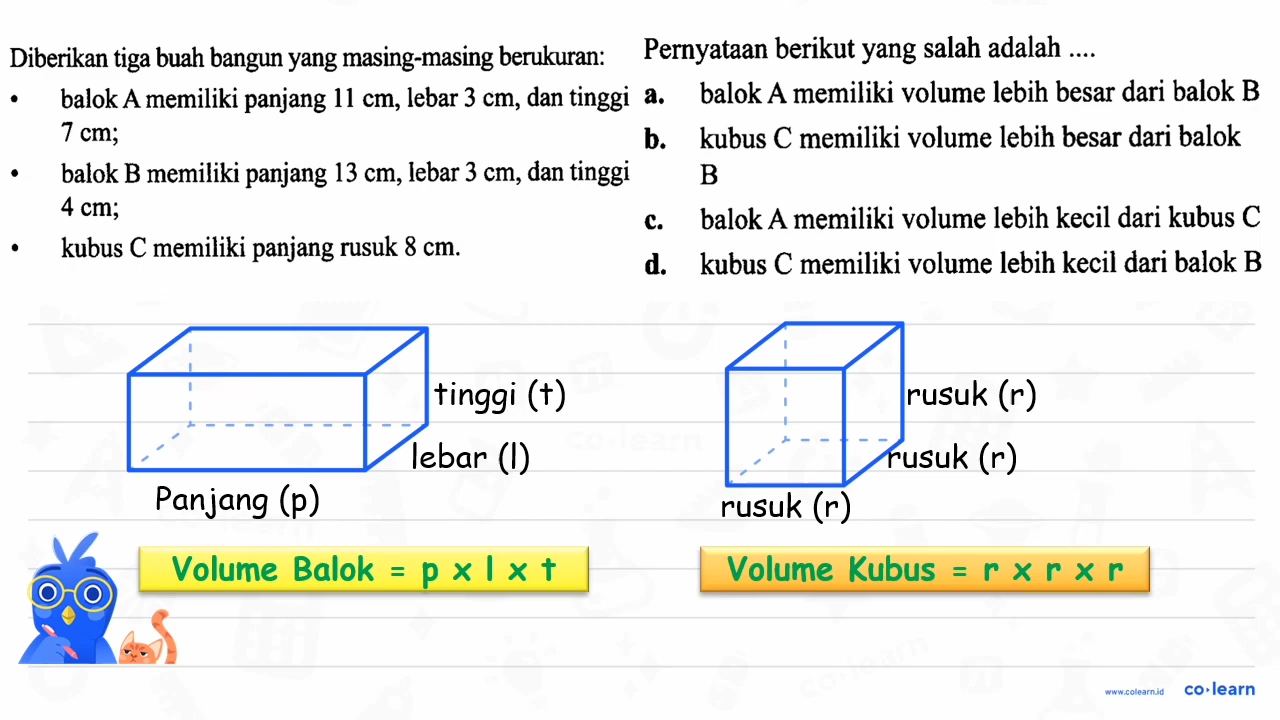 Diberikan tiga buah bangun yang masing-masing berukuran:
• balok A memiliki panjang 11 cm, lebar 3 cm, dan tinggi
7 cm;
• balok B memiliki panjang 13 cm, lebar 3 cm, dan tinggi
4 cm;
• kubus C memiliki panjang rusuk 8 cm.
Pernyataan berikut yang salah adalah ....
a. balok A memiliki volume lebih besar dari balok B
b. kubus C memiliki volume lebih besar dari balok
B
c. balok A memiliki volume lebih kecil dari kubus C
d. kubus C memiliki volume lebih kecil dari balok B
tinggi (t)
lebar (l)
Panjang (p)
rusuk (r)
rusuk (r)
rusuk (r)
Volume Balok = p x l x t
Volume Kubus = r x r x r
co·learn
co·learn
www.colearn.id
co·learn